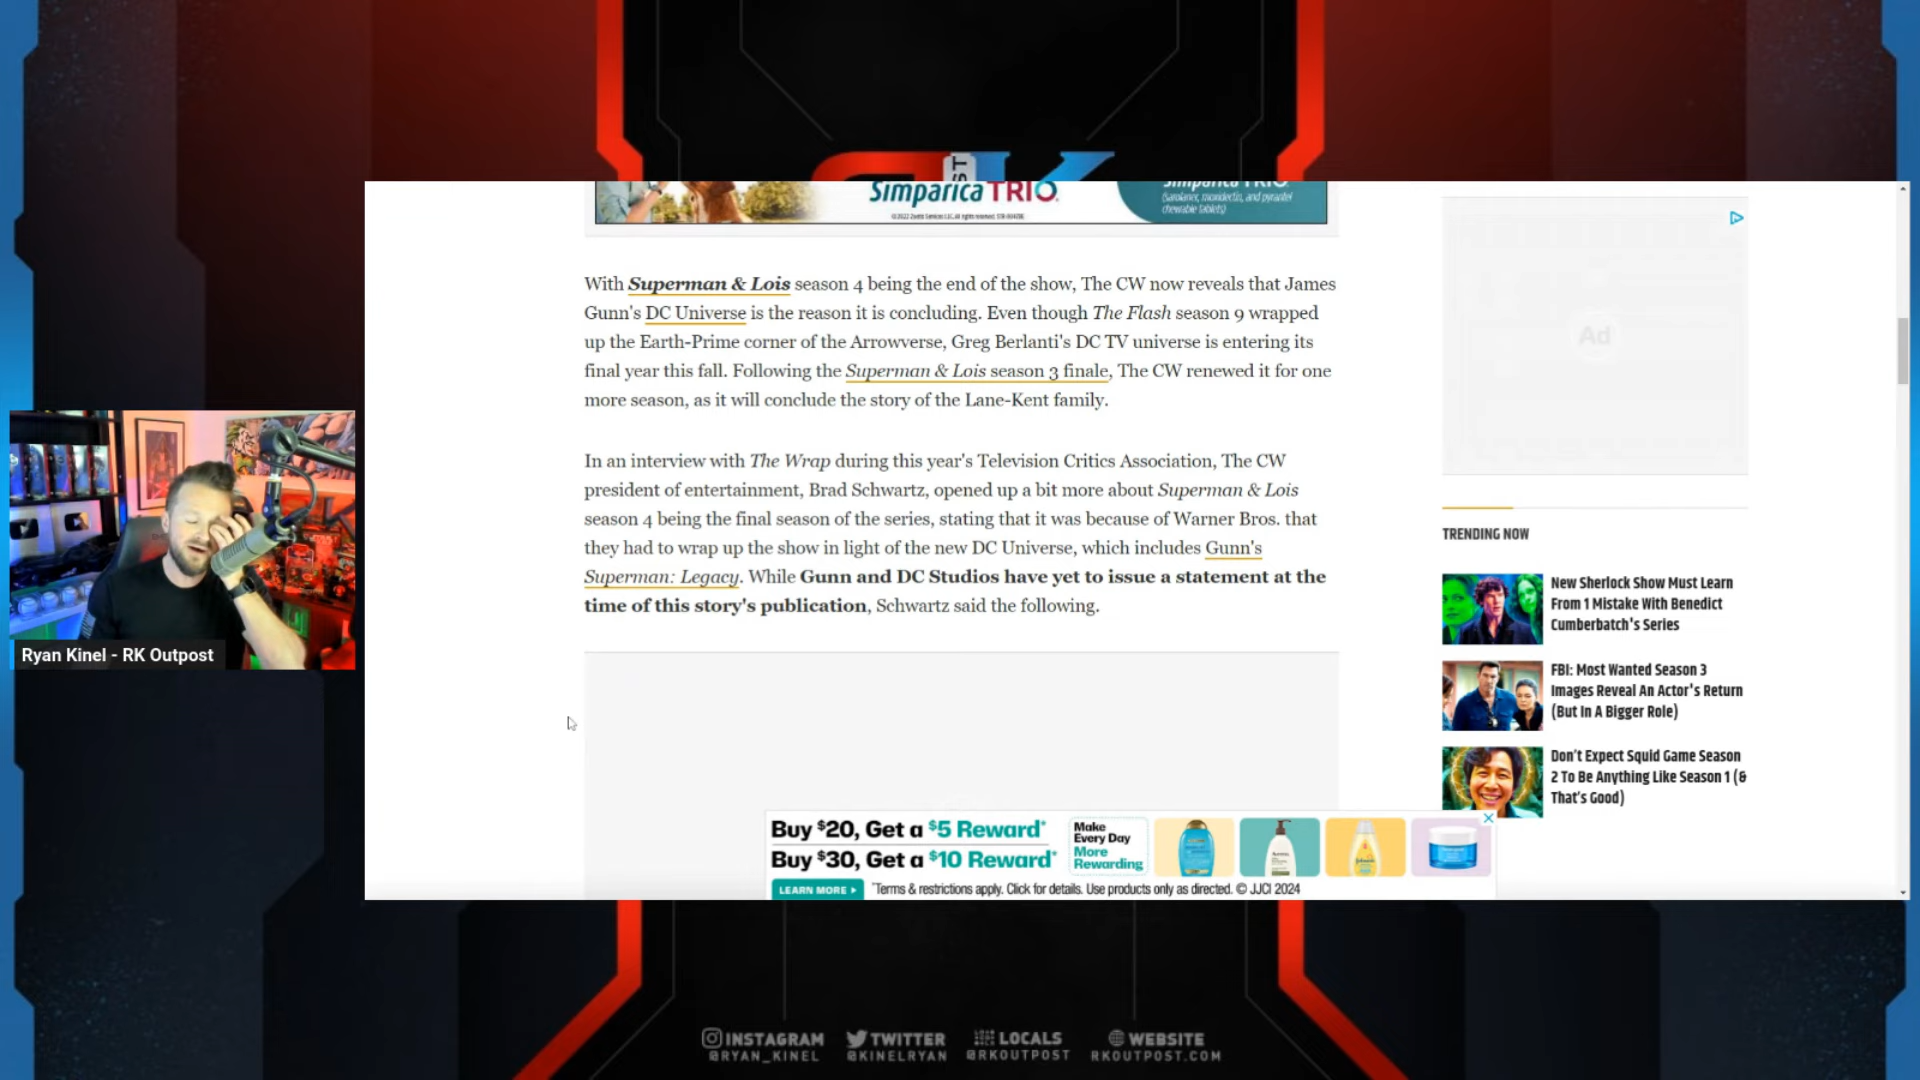 ST
Simparica TRIO
Simparica TRIO
(sarolaner, moxidectin, and pyrantel
chewable tablets)
With Superman & Lois season 4 being the end of the show, The CW now reveals that James
Gunn's DC Universe is the reason it is concluding. Even though The Flash season 9 wrapped
up the Earth-Prime corner of the Arrowverse, Greg Berlanti's DC TV universe is entering its
final year this fall. Following the Superman & Lois season 3 finale, The CW renewed it for one
more season, as it will conclude the story of the Lane-Kent family.
In an interview with The Wrap during this year's Television Critics Association, The CW
president of entertainment, Brad Schwartz, opened up a bit more about Superman & Lois
season 4 being the final season of the series, stating that it was because of Warner Bros. that
they had to wrap up the show in light of the new DC Universe, which includes Gunn's
Superman: Legacy. While Gunn and DC Studios have yet to issue a statement at the
time of this story's publication, Schwartz said the following.
Ad
TRENDING NOW
New Sherlock Show Must Learn
From 1 Mistake With Benedict
Cumberbatch's Series
FBI: Most Wanted Season 3
Images Reveal An Actor's Return
(But In A Bigger Role)
Don't Expect Squid Game Season
2 To Be Anything Like Season 1 (&
That's Good)
Ryan Kinel - RK Outpost
Buy $20, Get a $5 Reward*
Buy $30, Get a $10 Reward*
Make
Every Day
More
Rewarding
LEARN MORE
*Terms & restrictions apply. Click for details. Use products only as directed. © JJCI 2024
INSTAGRAM
@RYAN_KINEL
TWITTER
@KINELRYAN
LOCALS
@RKOUTPOST
WEBSITE
RKOUTPOST.COM